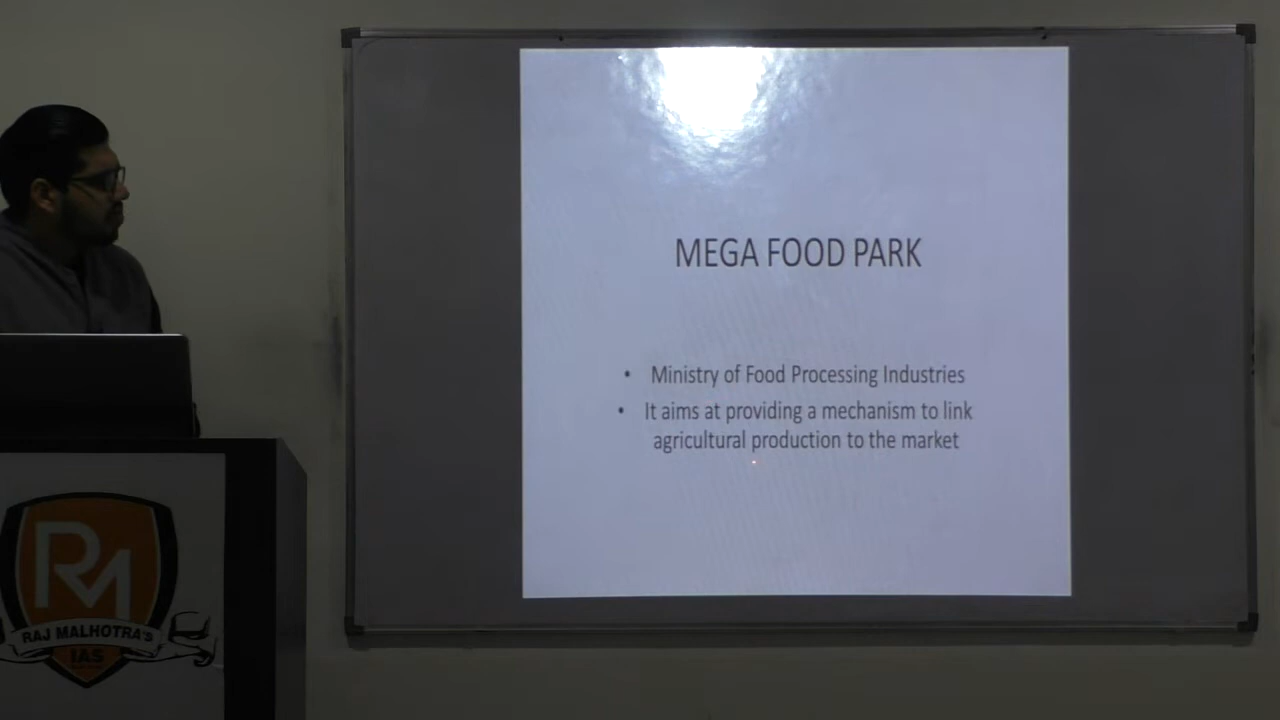 MEGA FOOD PARK
• Ministry of Food Processing Industries
• It aims at providing a mechanism to link
agricultural production to the market
RM
RAJ MALHOTRA'S
IAS